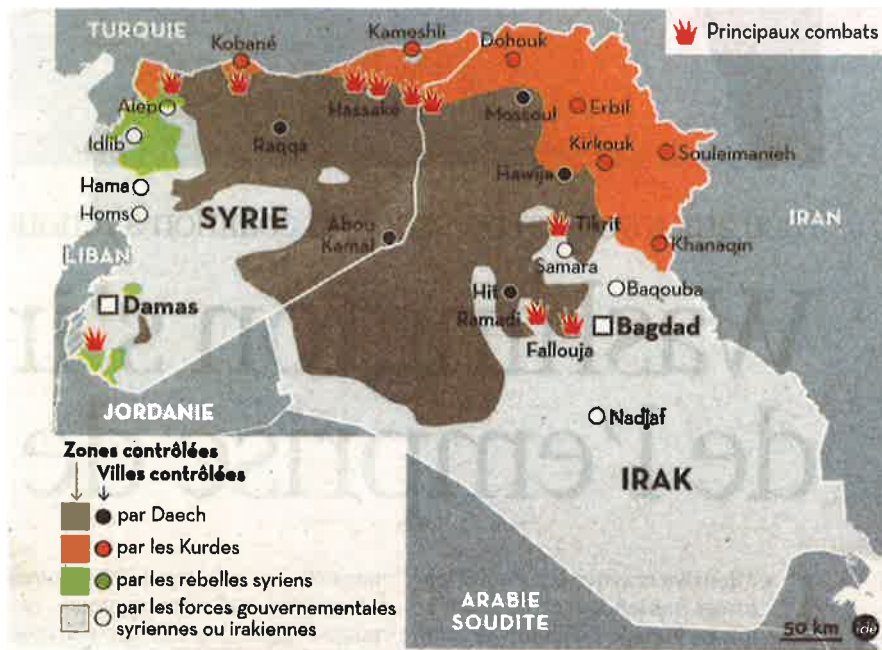 TURQUIE
Kobané
Kameshli
Dohouk
Principaux combats
Alep
Hassaké
Mossoul
Erbil
Idlib
Raqqa
Kirkouk
Souleimanieh
Hama
Hawija
Homs
SYRIE
Abou
Kamal
Tikrit
IRAN
LIBAN
Samara
Khanaqin
Damas
Hit
Baqouba
Ramadi
Bagdad
Fallouja
JORDANIE
Nadjaf
Zones contrôlées
Villes contrôlées
IRAK
par Daech
par les Kurdes
par les rebelles syriens
par les forces gouvernementales
syriennes ou irakiennes
ARABIE
SOUDITE
50 km
ide